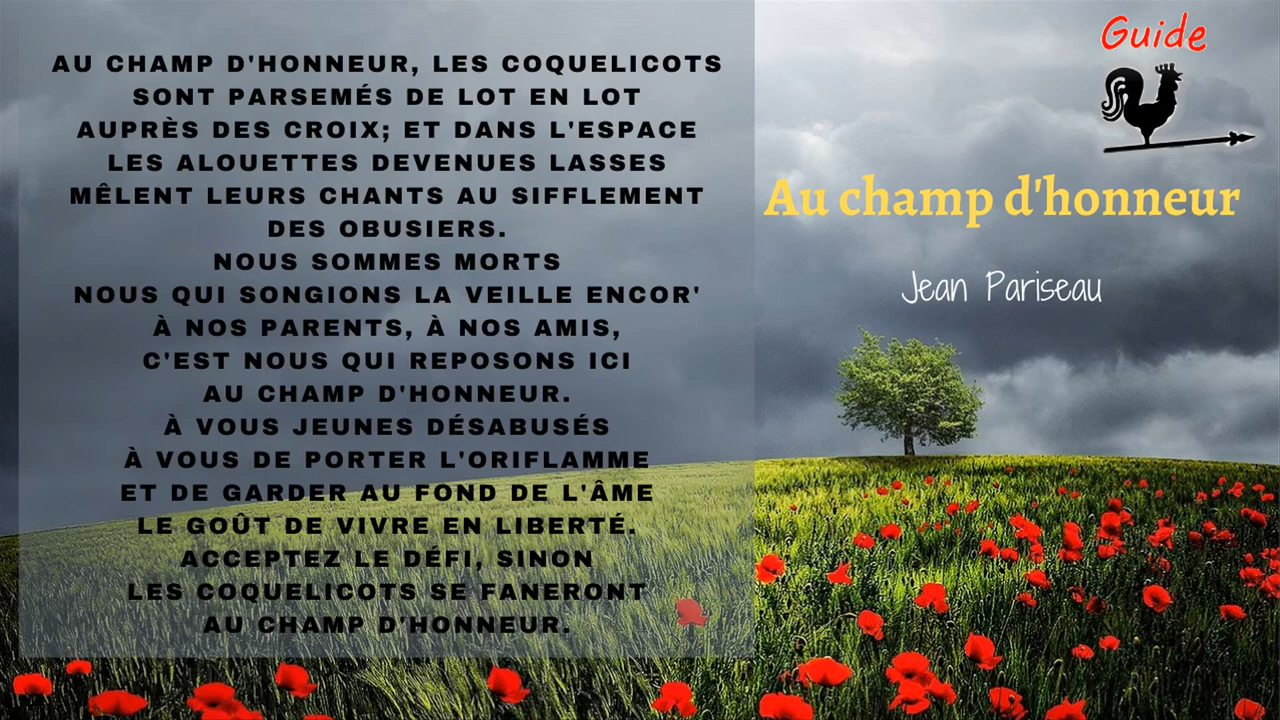 AU CHAMP D'HONNEUR, LES COQUELICOTS
SONT PARSEMÉS DE LOT EN LOT
AUPRÈS DES CROIX; ET DANS L'ESPACE
LES ALOUETTES DEVENUES LASSES
MÊLENT LEURS CHANTS AU SIFFLEMENT
DES OBUSIERS.
NOUS SOMMES MORTS
NOUS QUI SONGIONS LA VEILLE ENCOR'
À NOS PARENTS, À NOS AMIS,
C'EST NOUS QUI REPOSONS ICI
AU CHAMP D'HONNEUR.
À VOUS JEUNES DÉSABUSÉS
À VOUS DE PORTER L'ORIFLAMME
ET DE GARDER AU FOND DE L'ÂME
LE GOÛT DE VIVRE EN LIBERTÉ.
ACCEPTEZ LE DÉFI, SINON
LES COQUELICOTS SE FANERONT
AU CHAMP D'HONNEUR.
Guide
Au champ d'honneur
Jean Pariseau